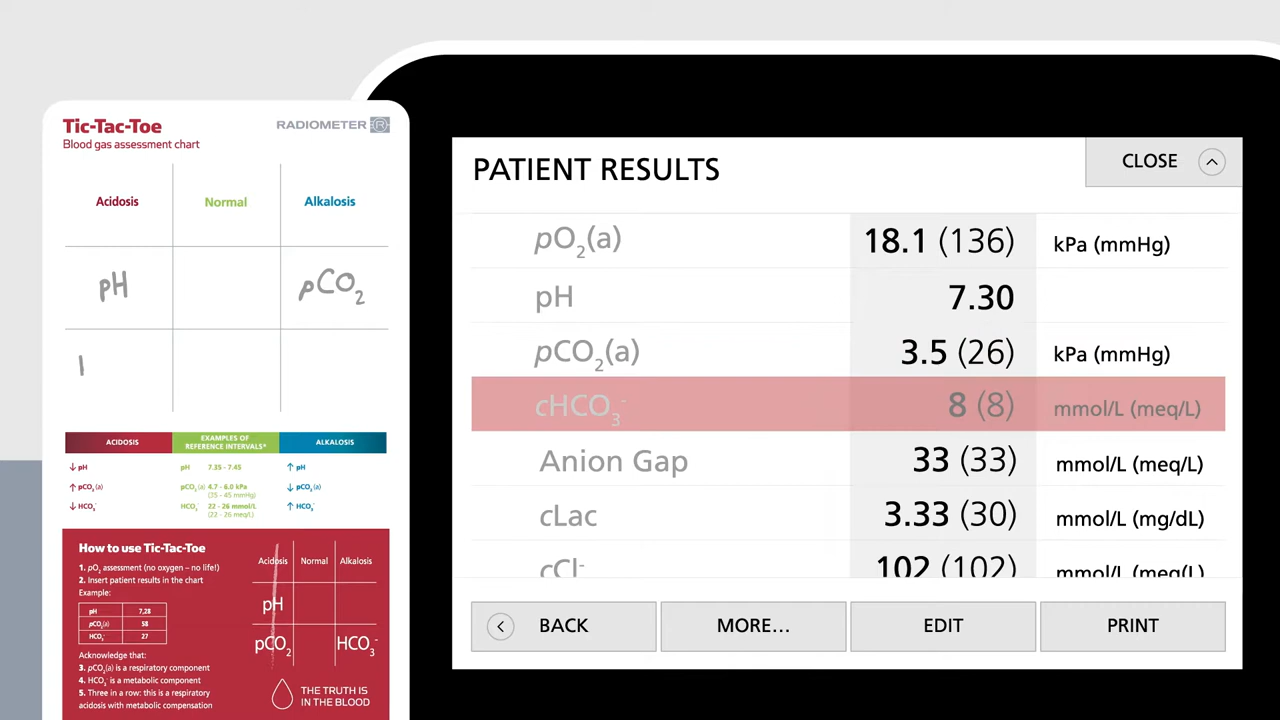 Tic-Tac-Toe
RADIOMETER R
Blood gas assessment chart
Acidosis Normal Alkalosis
pH pCO2
ACIDOSIS EXAMPLES OF REFERENCE INTERVALS* ALKALOSIS
↓ pH pH 7.35 - 7.45 ↑ pH
↑ pCO2(a) pCO2(a) 4.7 - 6.0 kPa ↓ pCO2(a)
(35 - 45 mmHg)
↓ HCO3- HCO3- 22 - 26 mmol/L ↑ HCO3-
(22 - 26 meq/L)
How to use Tic-Tac-Toe
1. pO2 assessment (no oxygen – no life!)
2. Insert patient results in the chart
Example:
pH 7,28
pCO2(a) 58
HCO3- 27
Acknowledge that:
3. pCO2(a) is a respiratory component
4. HCO3- is a metabolic component
5. Three in a row: this is a respiratory
acidosis with metabolic compensation
Acidosis Normal Alkalosis
pH
pCO2 HCO3-
THE TRUTH IS
IN THE BLOOD
PATIENT RESULTS
CLOSE
pO2(a) 18.1 (136) kPa (mmHg)
pH 7.30
pCO2(a) 3.5 (26) kPa (mmHg)
cHCO3- 8 (8) mmol/L (meq/L)
Anion Gap 33 (33) mmol/L (meq/L)
cLac 3.33 (30) mmol/L (mg/dL)
cCl- 102 (102) mmol/L (meq(L)
BACK MORE... EDIT PRINT